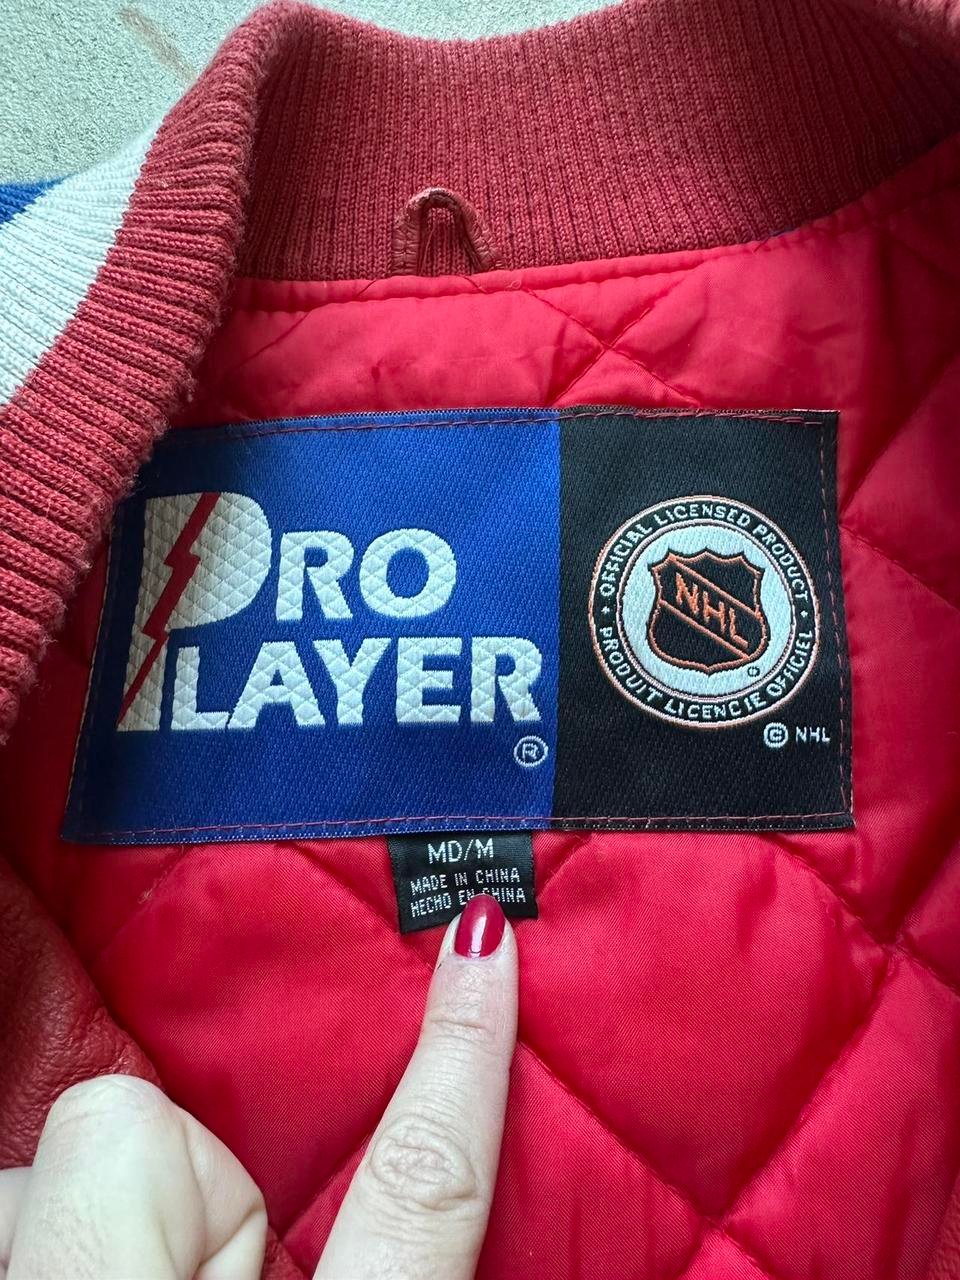 PRO
PLAYER
®
OFFICIAL LICENSED PRODUCT
NHL
PRODUIT LICENCIE OFFICIEL
© NHL
MD/M
MADE IN CHINA
HECHO EN CHINA